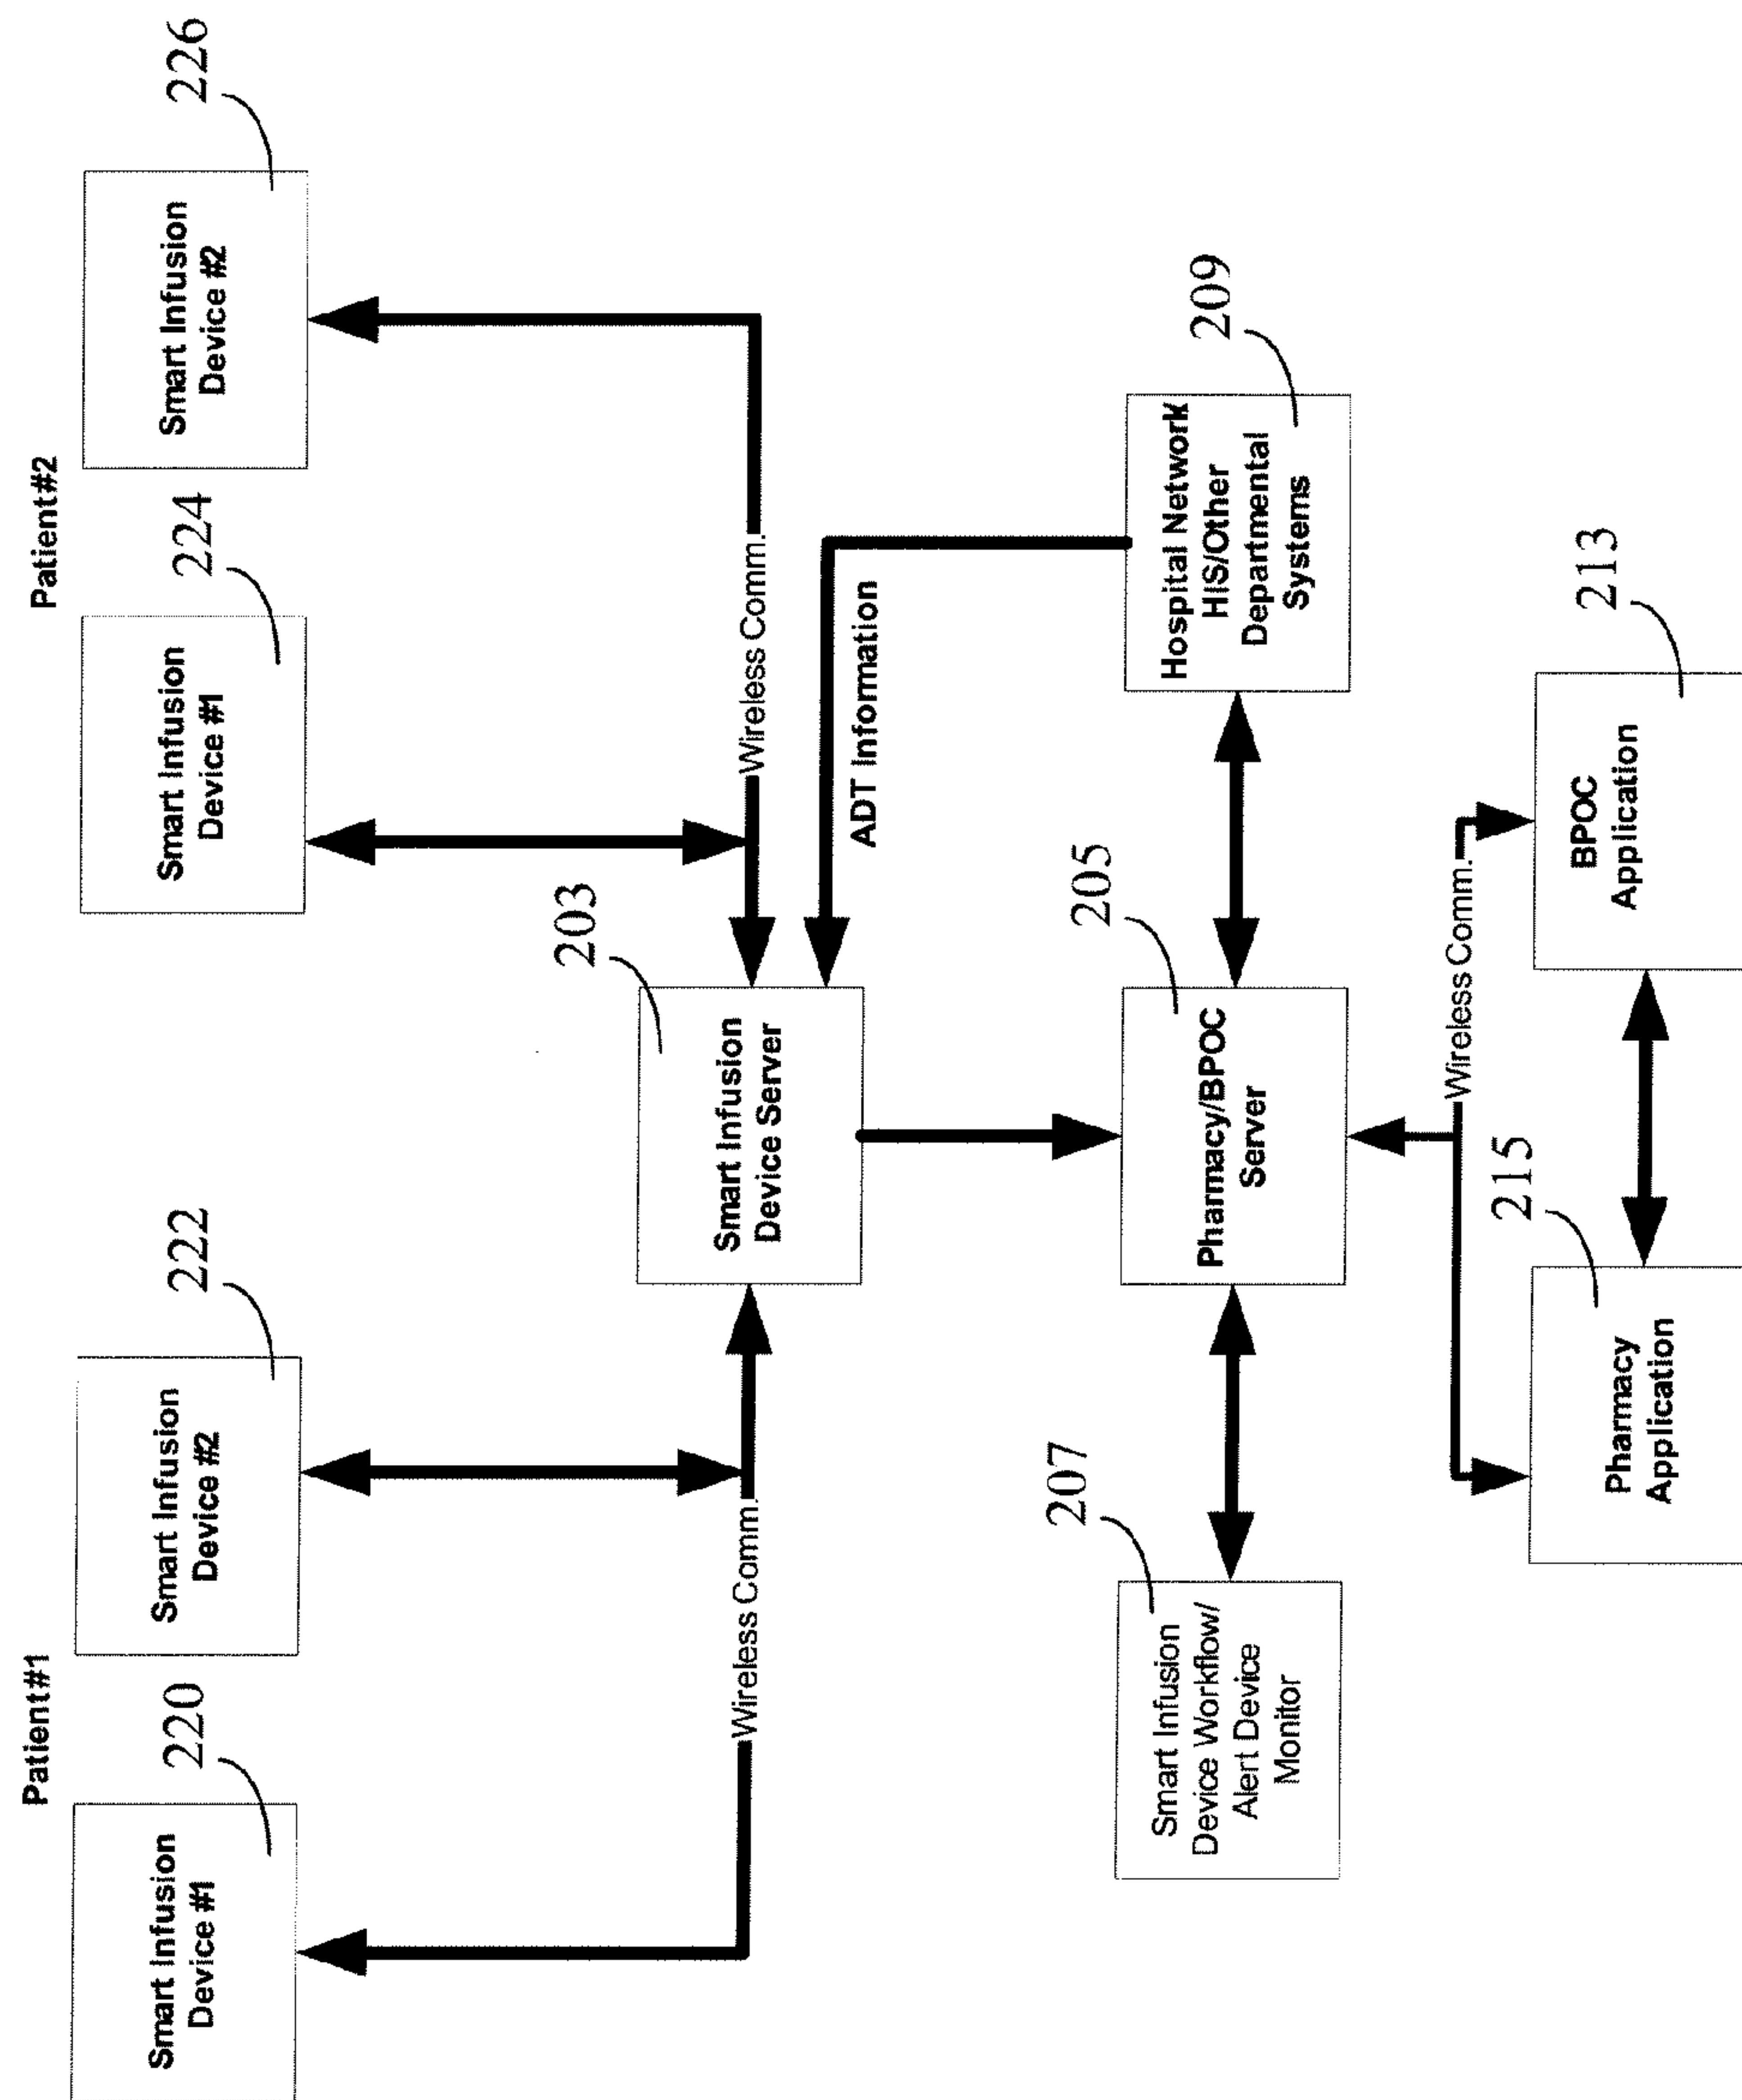 Patient#1
Patient#2
220
222
224
226
Smart Infusion
Device #1
Smart Infusion
Device #2
Smart Infusion
Device #1
Smart Infusion
Device #2
Wireless Comm.
203
Wireless Comm.
Smart Infusion
Device Server
ADT Information
207
205
209
Smart Infusion
Device Workflow/
Alert Device
Monitor
Pharmacy/BPOC
Server
Hospital Network
HIS/Other
Departmental
Systems
Wireless Comm.
215
213
Pharmacy
Application
BPOC
Application